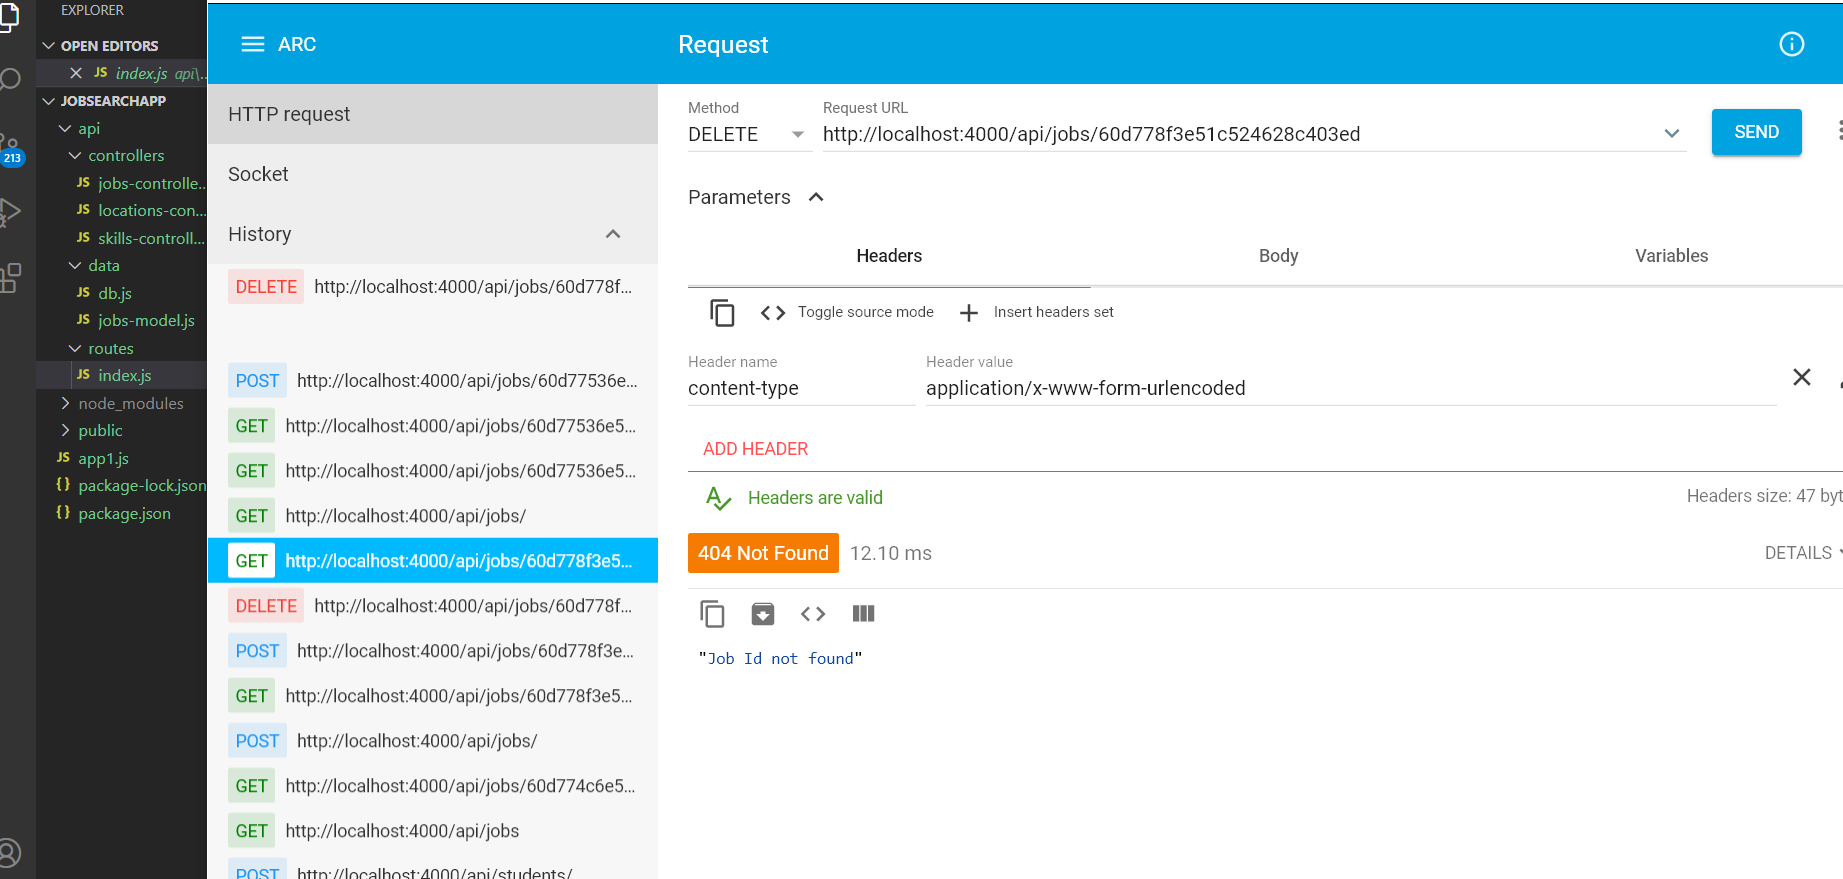 EXPLORER
OPEN EDITORS
JS index.js api\...
JOBSEARCHAPP
api
controllers
JS jobs-controlle...
JS locations-con...
JS skills-controll...
data
JS db.js
JS jobs-model.js
routes
JS index.js
node_modules
public
JS app1.js
{} package-lock.json
{} package.json
213
ARC
HTTP request
Socket
History
DELETE http://localhost:4000/api/jobs/60d778f...
POST http://localhost:4000/api/jobs/60d77536e...
GET http://localhost:4000/api/jobs/60d77536e5...
GET http://localhost:4000/api/jobs/60d77536e5...
GET http://localhost:4000/api/jobs/
GET http://localhost:4000/api/jobs/60d778f3e5...
DELETE http://localhost:4000/api/jobs/60d778f...
POST http://localhost:4000/api/jobs/60d778f3e...
GET http://localhost:4000/api/jobs/60d778f3e5...
POST http://localhost:4000/api/jobs/
GET http://localhost:4000/api/jobs/60d774c6e5...
GET http://localhost:4000/api/jobs
POST http://localhost:4000/api/students/
Request
Method
DELETE
Request URL
http://localhost:4000/api/jobs/60d778f3e51c524628c403ed
SEND
Parameters
Headers Body Variables
Toggle source mode Insert headers set
Header name
content-type
Header value
application/x-www-form-urlencoded
ADD HEADER
Headers are valid
Headers size: 47 byt
404 Not Found 12.10 ms
DETAILS
"Job Id not found"